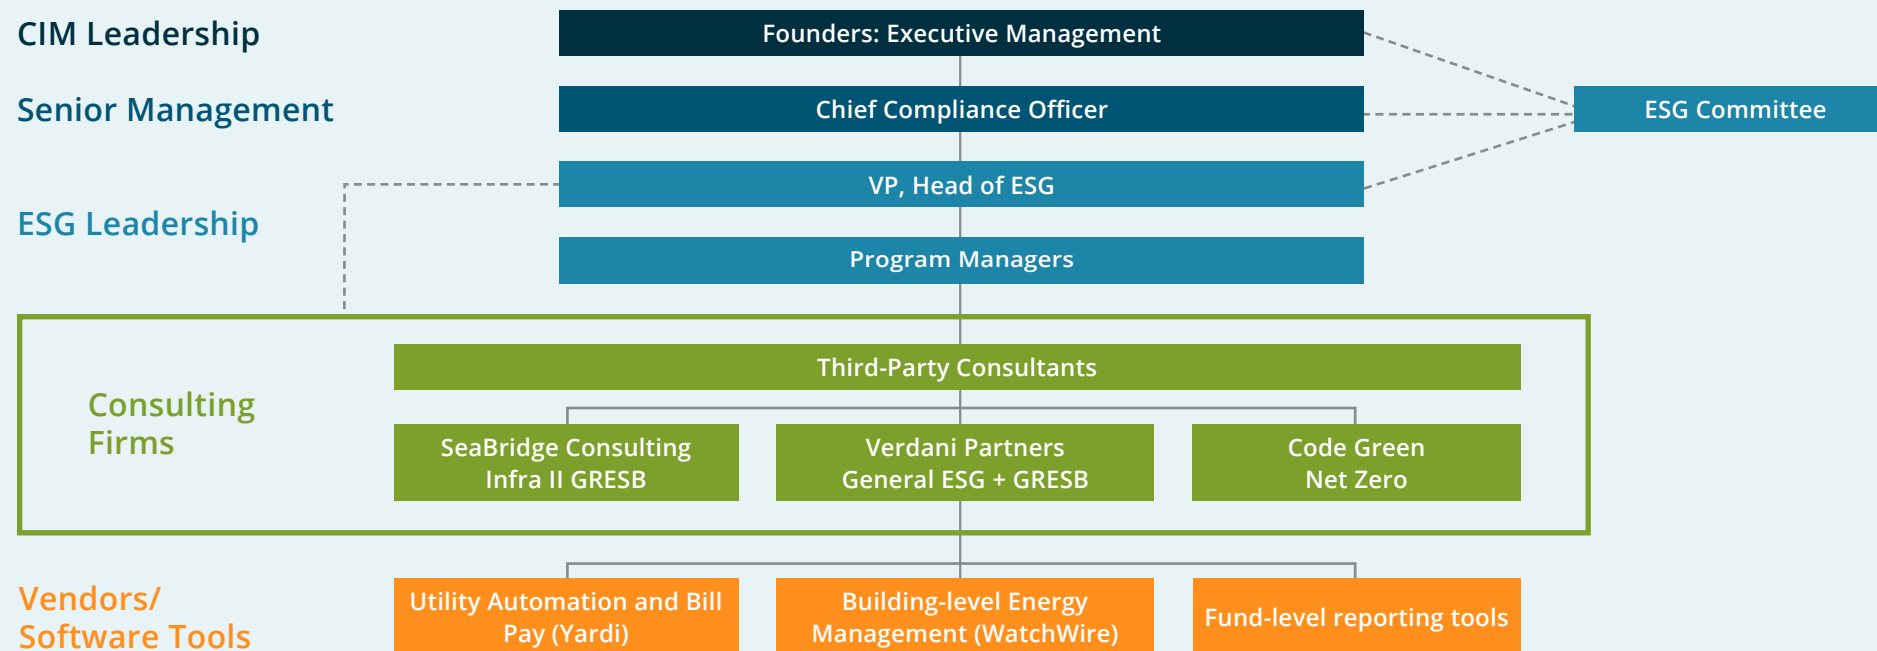 CIM Leadership
Founders: Executive Management
Senior Management
Chief Compliance Officer
ESG Committee
VP, Head of ESG
ESG Leadership
Program Managers
Third-Party Consultants
Consulting
Firms
SeaBridge Consulting
Infra II GRESB
Verdani Partners
General ESG + GRESB
Code Green
Net Zero
Vendors/
Software Tools
Utility Automation and Bill
Pay (Yardi)
Building-level Energy
Management (WatchWire)
Fund-level reporting tools